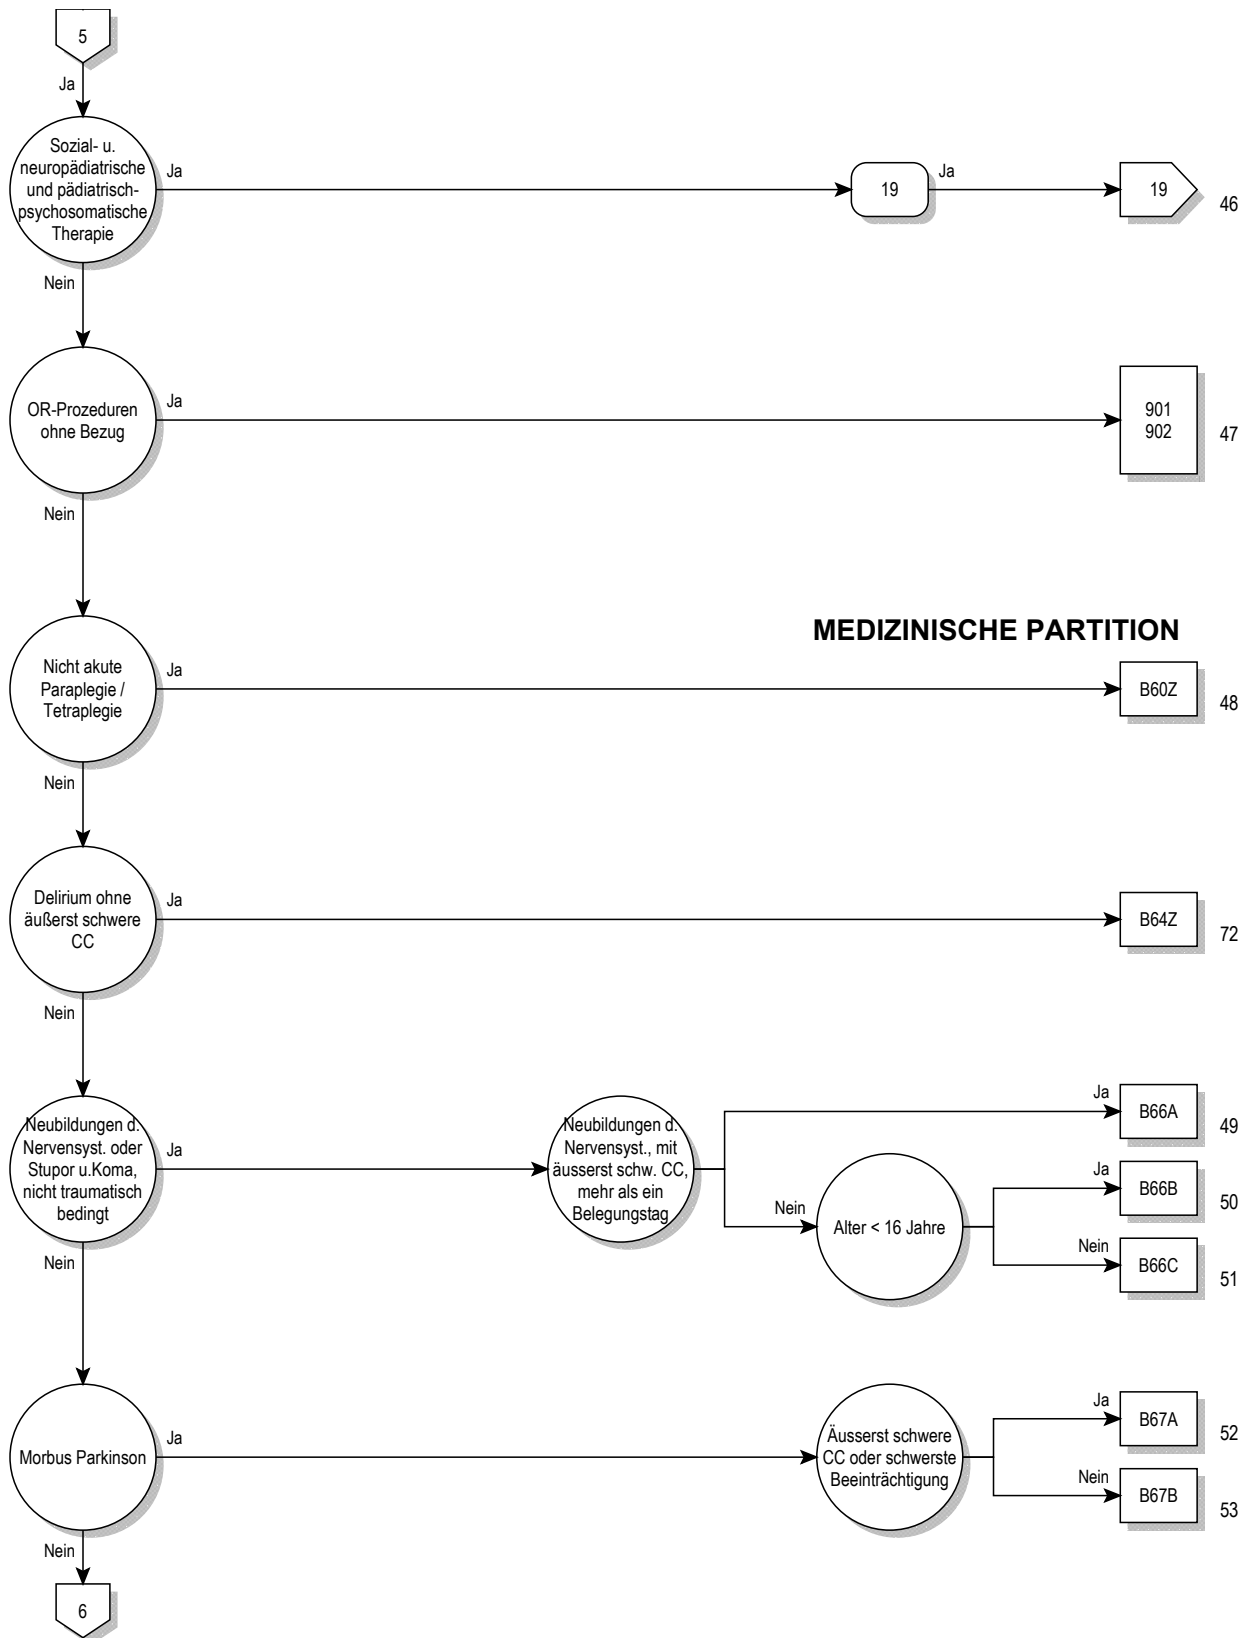 5
Ja
Sozial- u.
neuropädiatrische
und pädiatrisch-
psychosomatische
Therapie
Ja
19
Ja
19
46
Nein
OR-Prozeduren
ohne Bezug
Ja
901
902
47
Nein
MEDIZINISCHE PARTITION
Nicht akute
Paraplegie /
Tetraplegie
Ja
B60Z
48
Nein
Delirium ohne
äußerst schwere
CC
Ja
B64Z
72
Nein
Neubildungen d.
Nervensyst. oder
Stupor u.Koma,
nicht traumatisch
bedingt
Ja
Neubildungen d.
Nervensyst., mit
äusserst schw. CC,
mehr als ein
Belegungstag
Ja
B66A
49
Nein
Alter < 16 Jahre
Ja
B66B
50
Nein
B66C
51
Nein
Morbus Parkinson
Ja
Äusserst schwere
CC oder schwerste
Beeinträchtigung
Ja
B67A
52
Nein
B67B
53
Nein
6